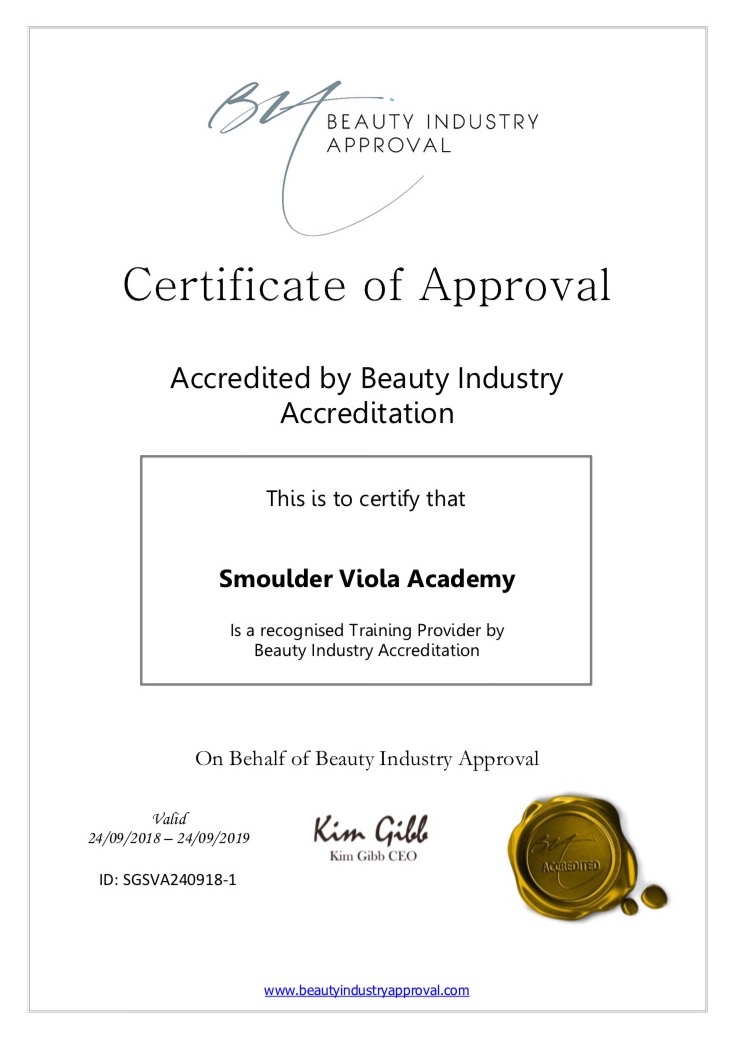 BIA BEAUTY INDUSTRY
APPROVAL
Certificate of Approval
Accredited by Beauty Industry
Accreditation
This is to certify that
Smoulder Viola Academy
Is a recognised Training Provider by
Beauty Industry Accreditation
On Behalf of Beauty Industry Approval
Valid
24/09/2018 – 24/09/2019
ID: SGSVA240918-1
Kim Gibb
Kim Gibb CEO
BIA
ACCREDITED
www.beautyindustryapproval.com